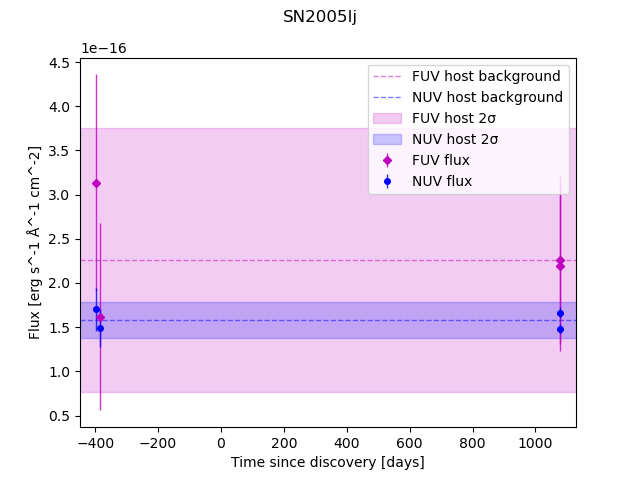 SN2005lj
1e−16
FUV host background
NUV host background
FUV host 2σ
NUV host 2σ
FUV flux
NUV flux
4.5
4.0
3.5
3.0
2.5
2.0
1.5
1.0
0.5
Flux [erg s^-1 Å^-1 cm^-2]
−400
−200
0
200
400
600
800
1000
Time since discovery [days]